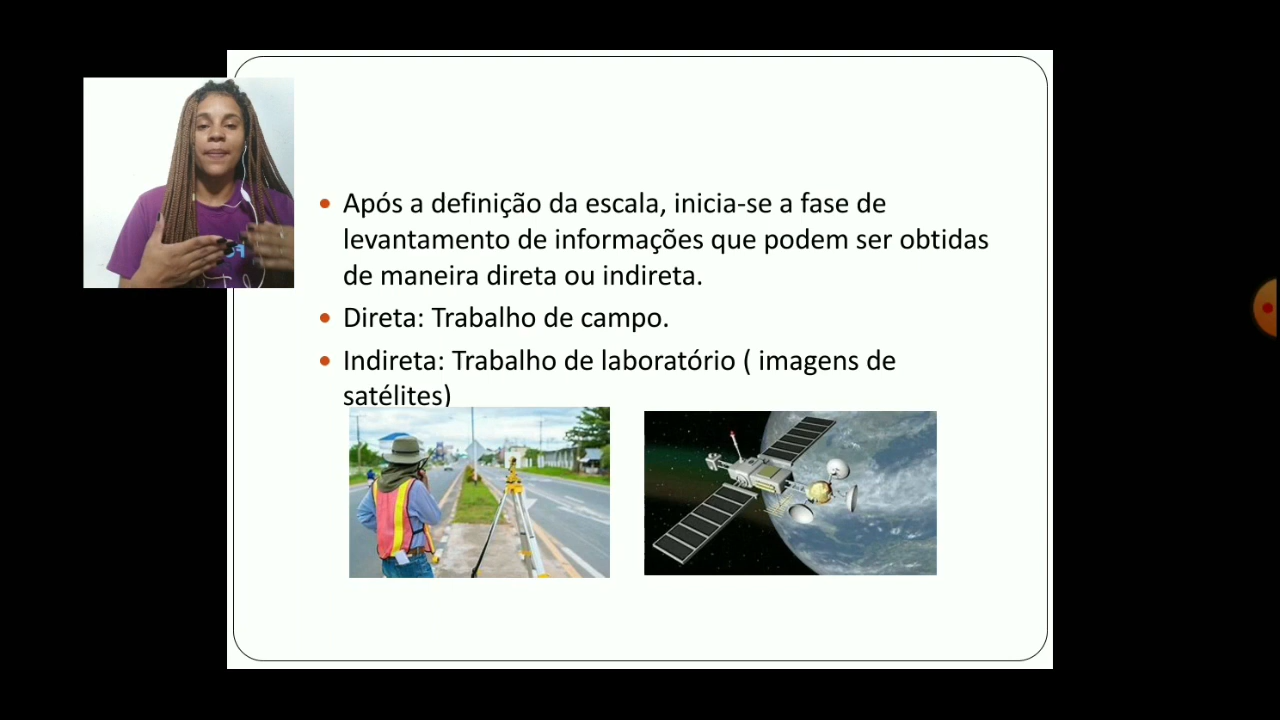 Após a definição da escala, inicia-se a fase de
levantamento de informações que podem ser obtidas
de maneira direta ou indireta.
Direta: Trabalho de campo.
Indireta: Trabalho de laboratório ( imagens de
satélites)